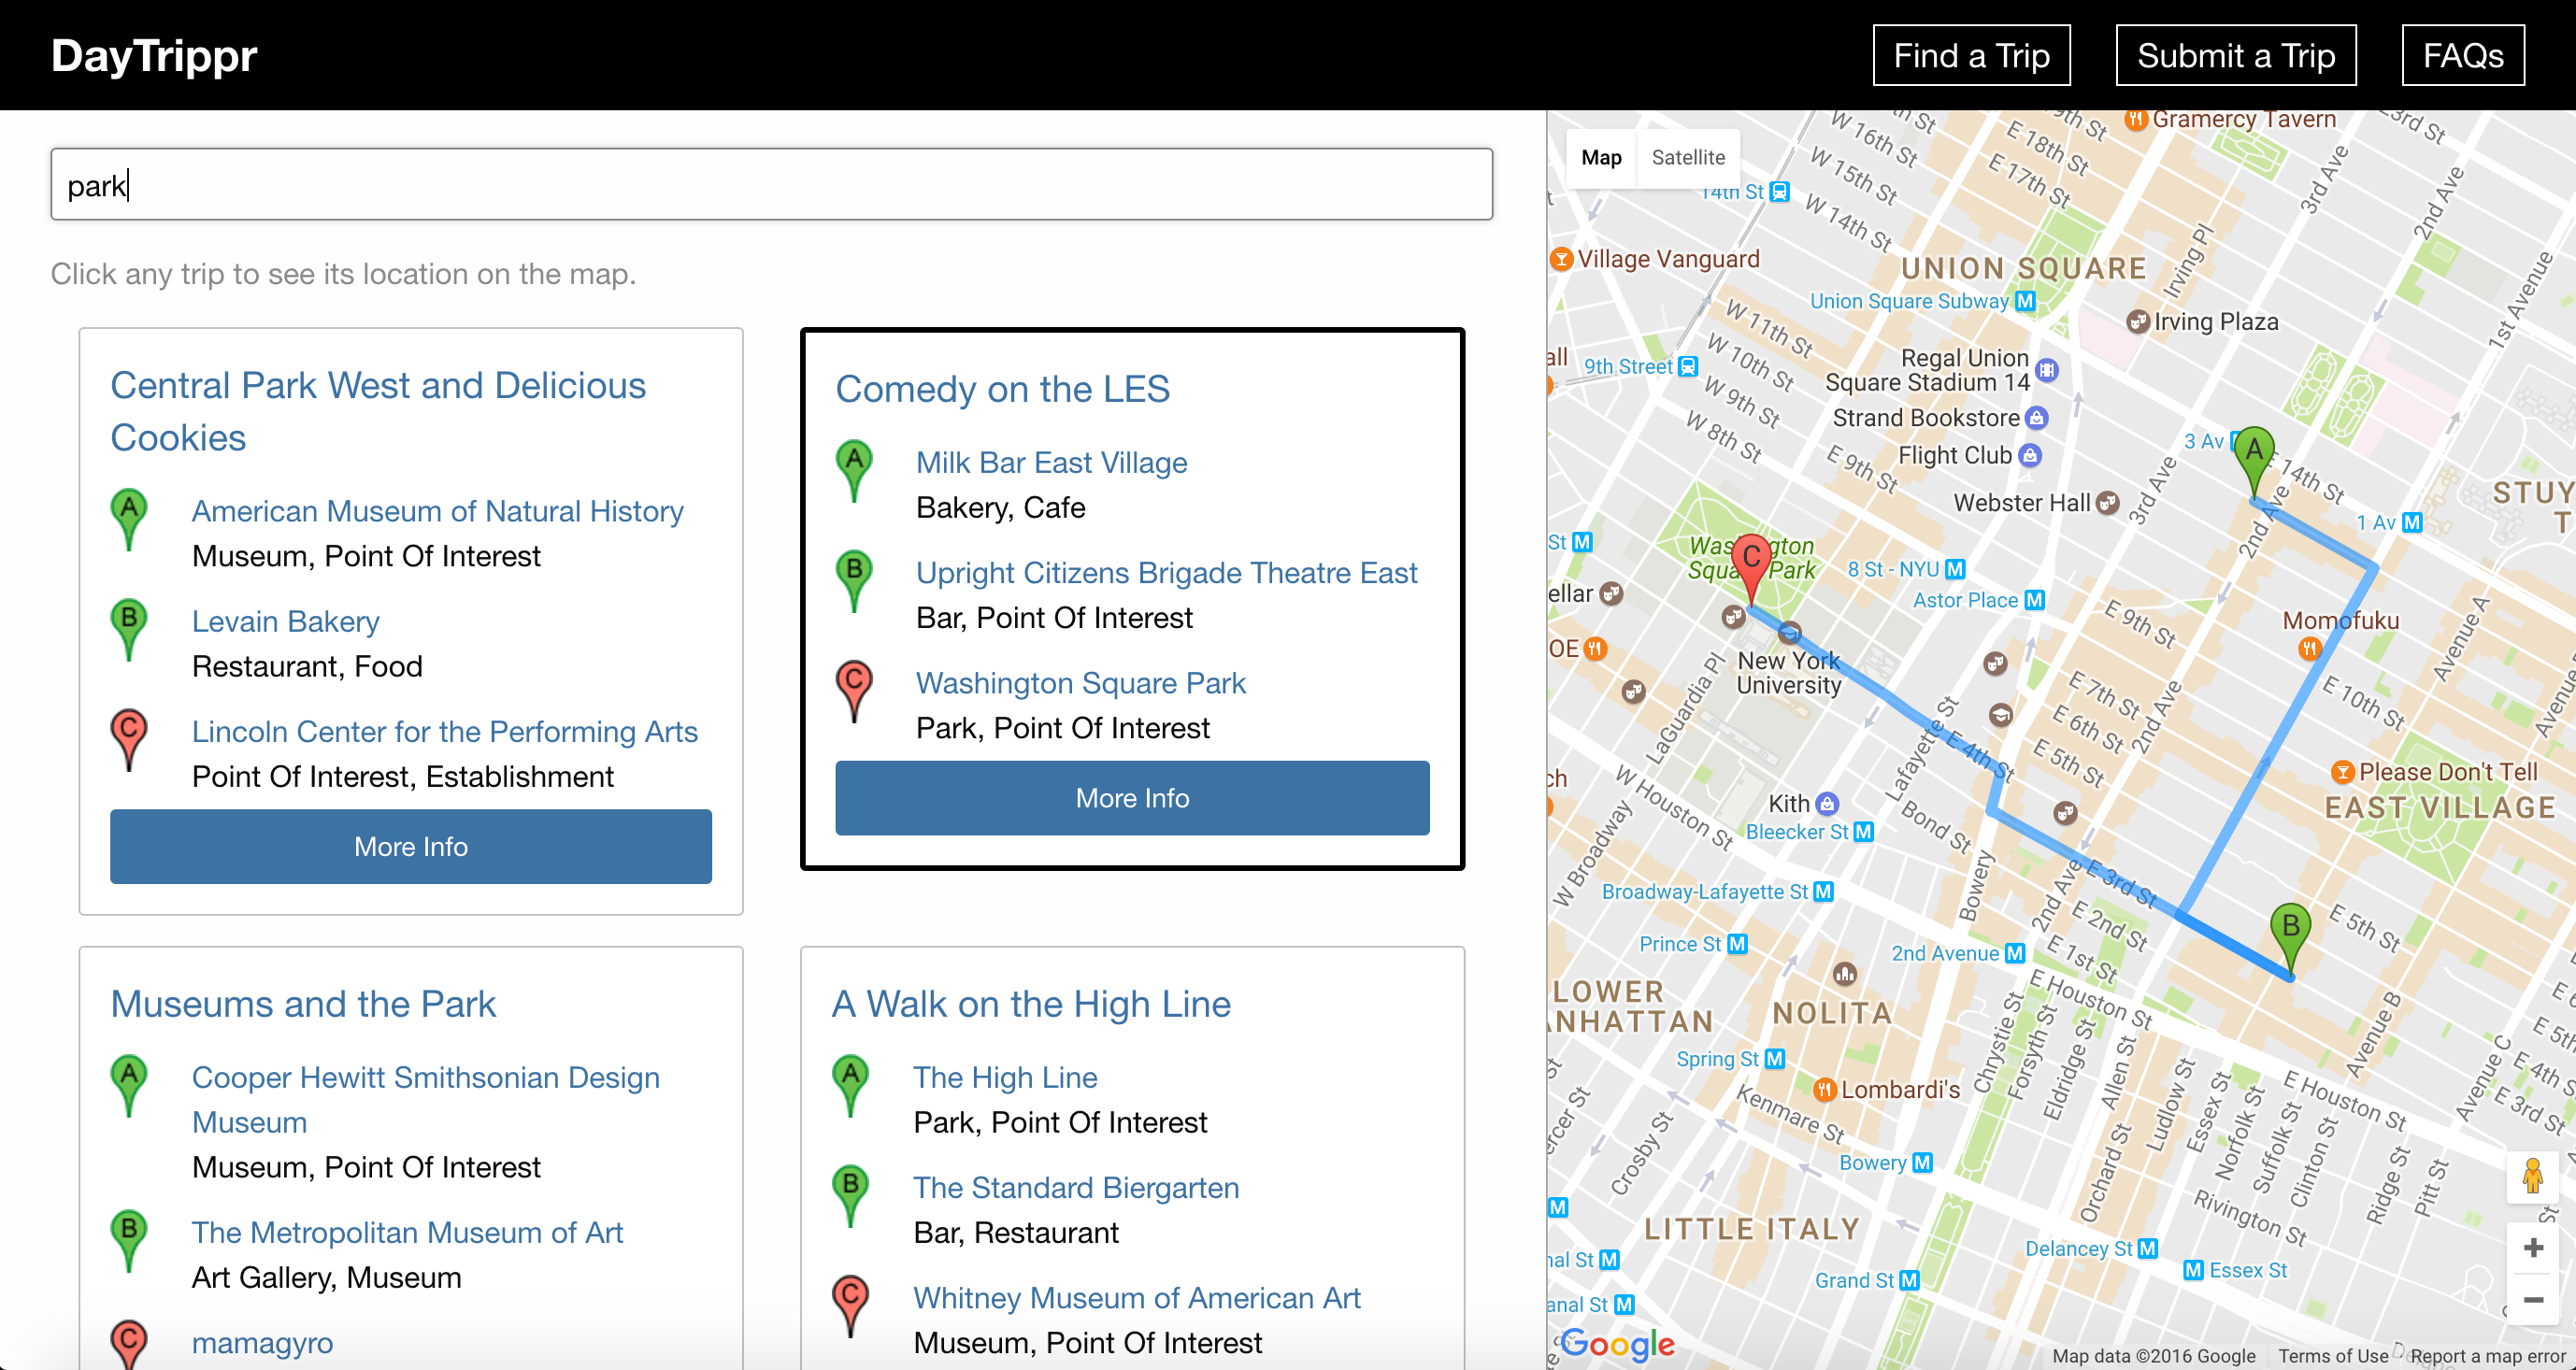 DayTrippr
Find a Trip
Submit a Trip
FAQs
park
Click any trip to see its location on the map.
Central Park West and Delicious
Cookies
A
American Museum of Natural History
Museum, Point Of Interest
B
Levain Bakery
Restaurant, Food
C
Lincoln Center for the Performing Arts
Point Of Interest, Establishment
More Info
Comedy on the LES
A
Milk Bar East Village
Bakery, Cafe
B
Upright Citizens Brigade Theatre East
Bar, Point Of Interest
C
Washington Square Park
Park, Point Of Interest
More Info
Museums and the Park
A
Cooper Hewitt Smithsonian Design
Museum
Museum, Point Of Interest
B
The Metropolitan Museum of Art
Art Gallery, Museum
C
mamagyro
A Walk on the High Line
A
The High Line
Park, Point Of Interest
B
The Standard Biergarten
Bar, Restaurant
C
Whitney Museum of American Art
Museum, Point Of Interest
Map
Satellite
Gramercy Tavern
W 16th St
E 18th St
E 17th St
W 15th St
14th St
W 14th St
3rd Ave
2nd Ave
Village Vanguard
UNION SQUARE
Irving Pl
Union Square Subway
1st Avenue
W 11th St
Irving Plaza
W 10th St
Regal Union
Square Stadium 14
9th Street
W 9th St
Strand Bookstore
W 8th St
E 9th St
Flight Club
3 Av
A
E 14th St
Webster Hall
3rd Ave
2nd Ave
1 Av
C
8 St - NYU
Astor Place
E 9th St
Momofuku
Avenue A
New York
University
LaGuardia Pl
E 7th St
E 6th St
E 5th St
2nd Ave
E 10th St
Lafayette St
E 4th St
W Houston St
Kith
Bond St
Please Don't Tell
EAST VILLAGE
Bleecker St
W Broadway
Broadway-Lafayette St
Bowery
2nd Ave
E 3rd St
E 2nd St
E 1st St
B
E 5th St
Prince St
2nd Avenue
E Houston St
LOWER
NOLITA
Chrystie St
Forsyth St
Eldridge St
Allen St
Ludlow St
Avenue B
Spring St
Lombardi's
Kenmare St
Crosby St
Essex St
Norfolk St
Suffolk St
Clinton St
E Houston St
Avenue C
E 3rd St
Bowery
Orchard St
Ridge St
Pitt St
Rivington St
LITTLE ITALY
Delancey St
Essex St
Grand St
Google
Map data ©2016 Google
Terms of Use
Report a map error